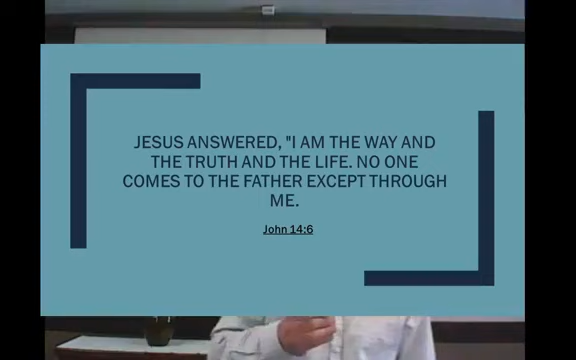 JESUS ANSWERED, "I AM THE WAY AND
THE TRUTH AND THE LIFE. NO ONE
COMES TO THE FATHER EXCEPT THROUGH
ME.
John 14:6